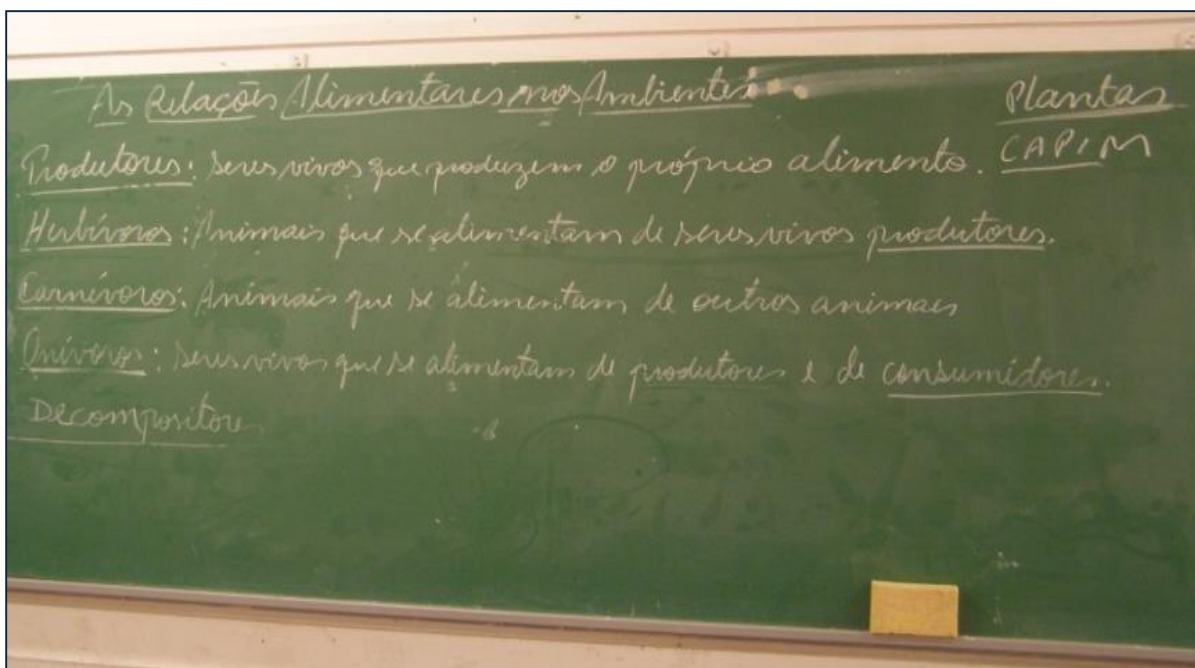 As Relações Alimentares nos Ambientes
Plantas
Produtores: seres vivos que produzem o próprio alimento. CAPIM
Herbívoros: Animais que se alimentam de seres vivos produtores.
Carnívoros: Animais que se alimentam de outros animais
Onívoros: seres vivos que se alimentam de produtores e de consumidores.
Decompositore